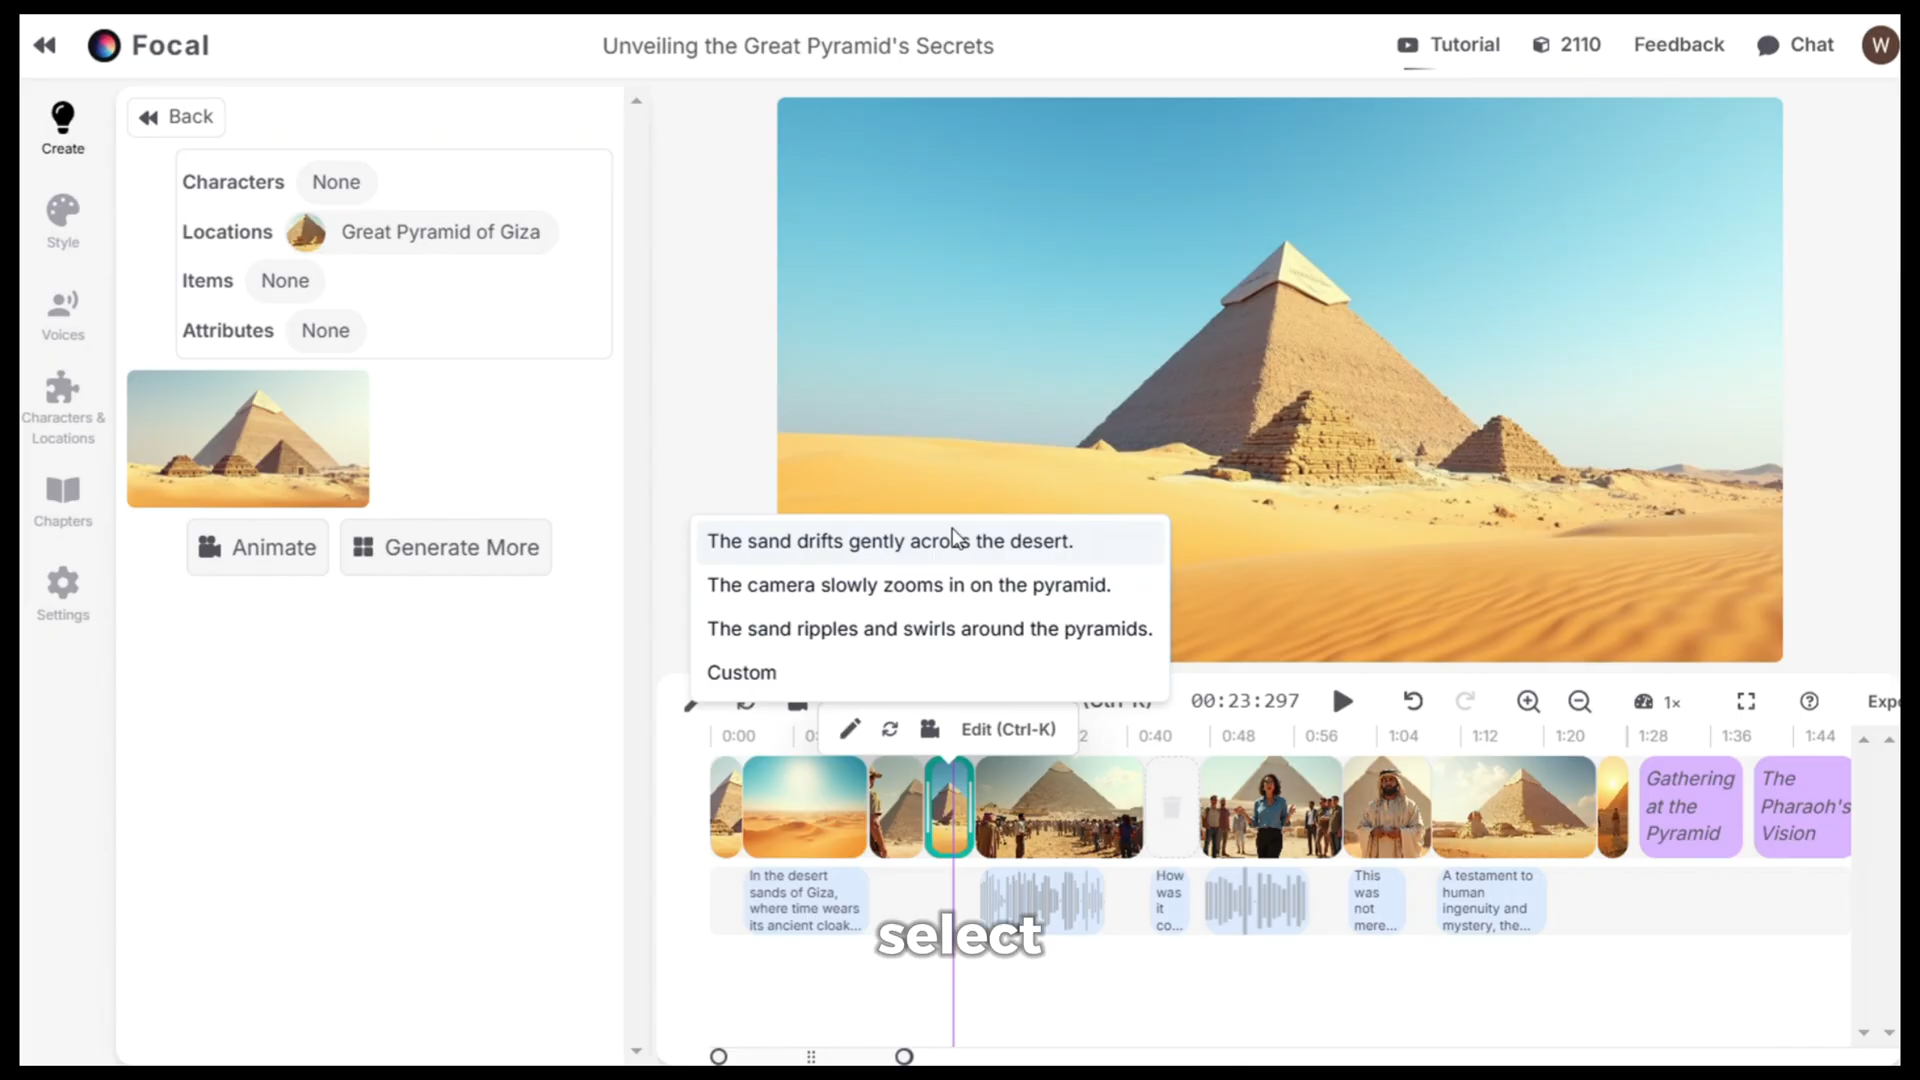 Focal
Unveiling the Great Pyramid's Secrets
Tutorial
2110
Feedback
Chat
W
Create
Style
Voices
Characters &
Locations
Chapters
Settings
Back
Characters None
Locations Great Pyramid of Giza
Items None
Attributes None
Animate
Generate More
The sand drifts gently across the desert.
The camera slowly zooms in on the pyramid.
The sand ripples and swirls around the pyramids.
Custom
00:23:297
1x
Expo
Edit (Ctrl-K)
0:00
0:40
0:48
0:56
1:04
1:12
1:20
1:28
1:36
1:44
Gathering
at the
Pyramid
The
Pharaoh's
Vision
In the desert
sands of Giza,
where time wears
its ancient cloak...
How
was
it
co...
This
was
not
mere...
A testament to
human
ingenuity and
mystery, the...
select